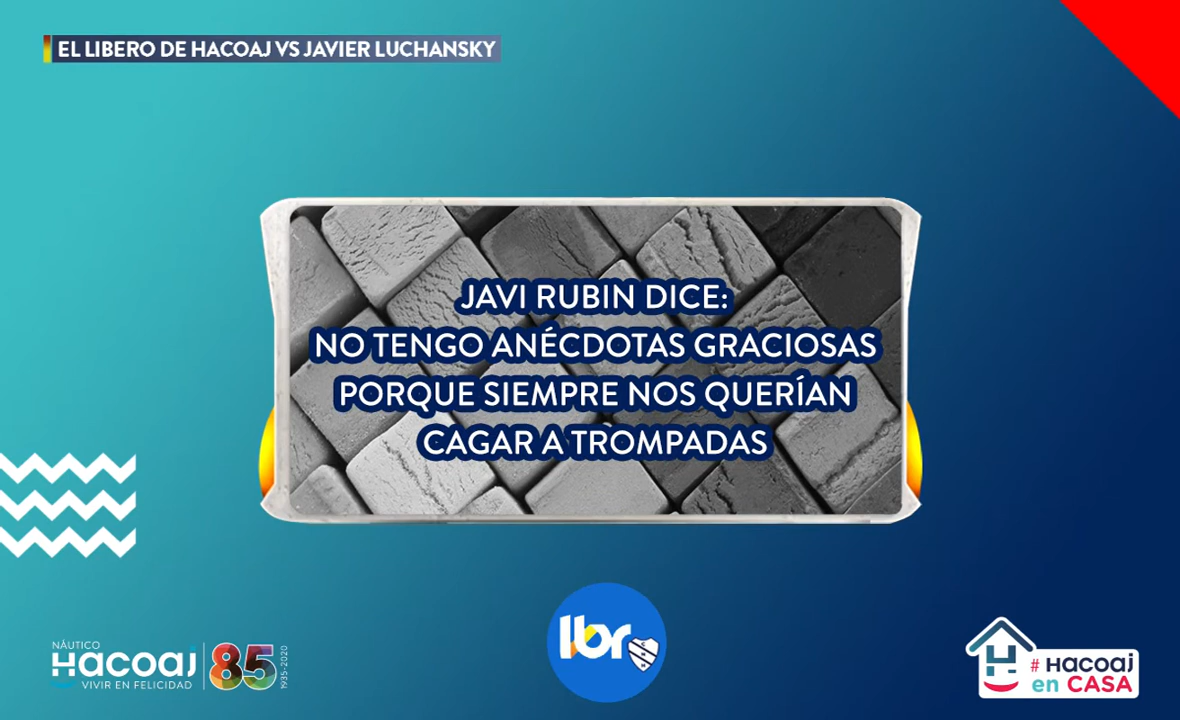 EL LIBERO DE HACOAJ VS JAVIER LUCHANSKY
JAVI RUBIN DICE:
NO TENGO ANÉCDOTAS GRACIOSAS
PORQUE SIEMPRE NOS QUERÍAN
CAGAR A TROMPADAS
NÁUTICO
HACOAJ
VIVIR EN FELICIDAD
85
1935-2020
lbr
# HACOAJ
en CASA